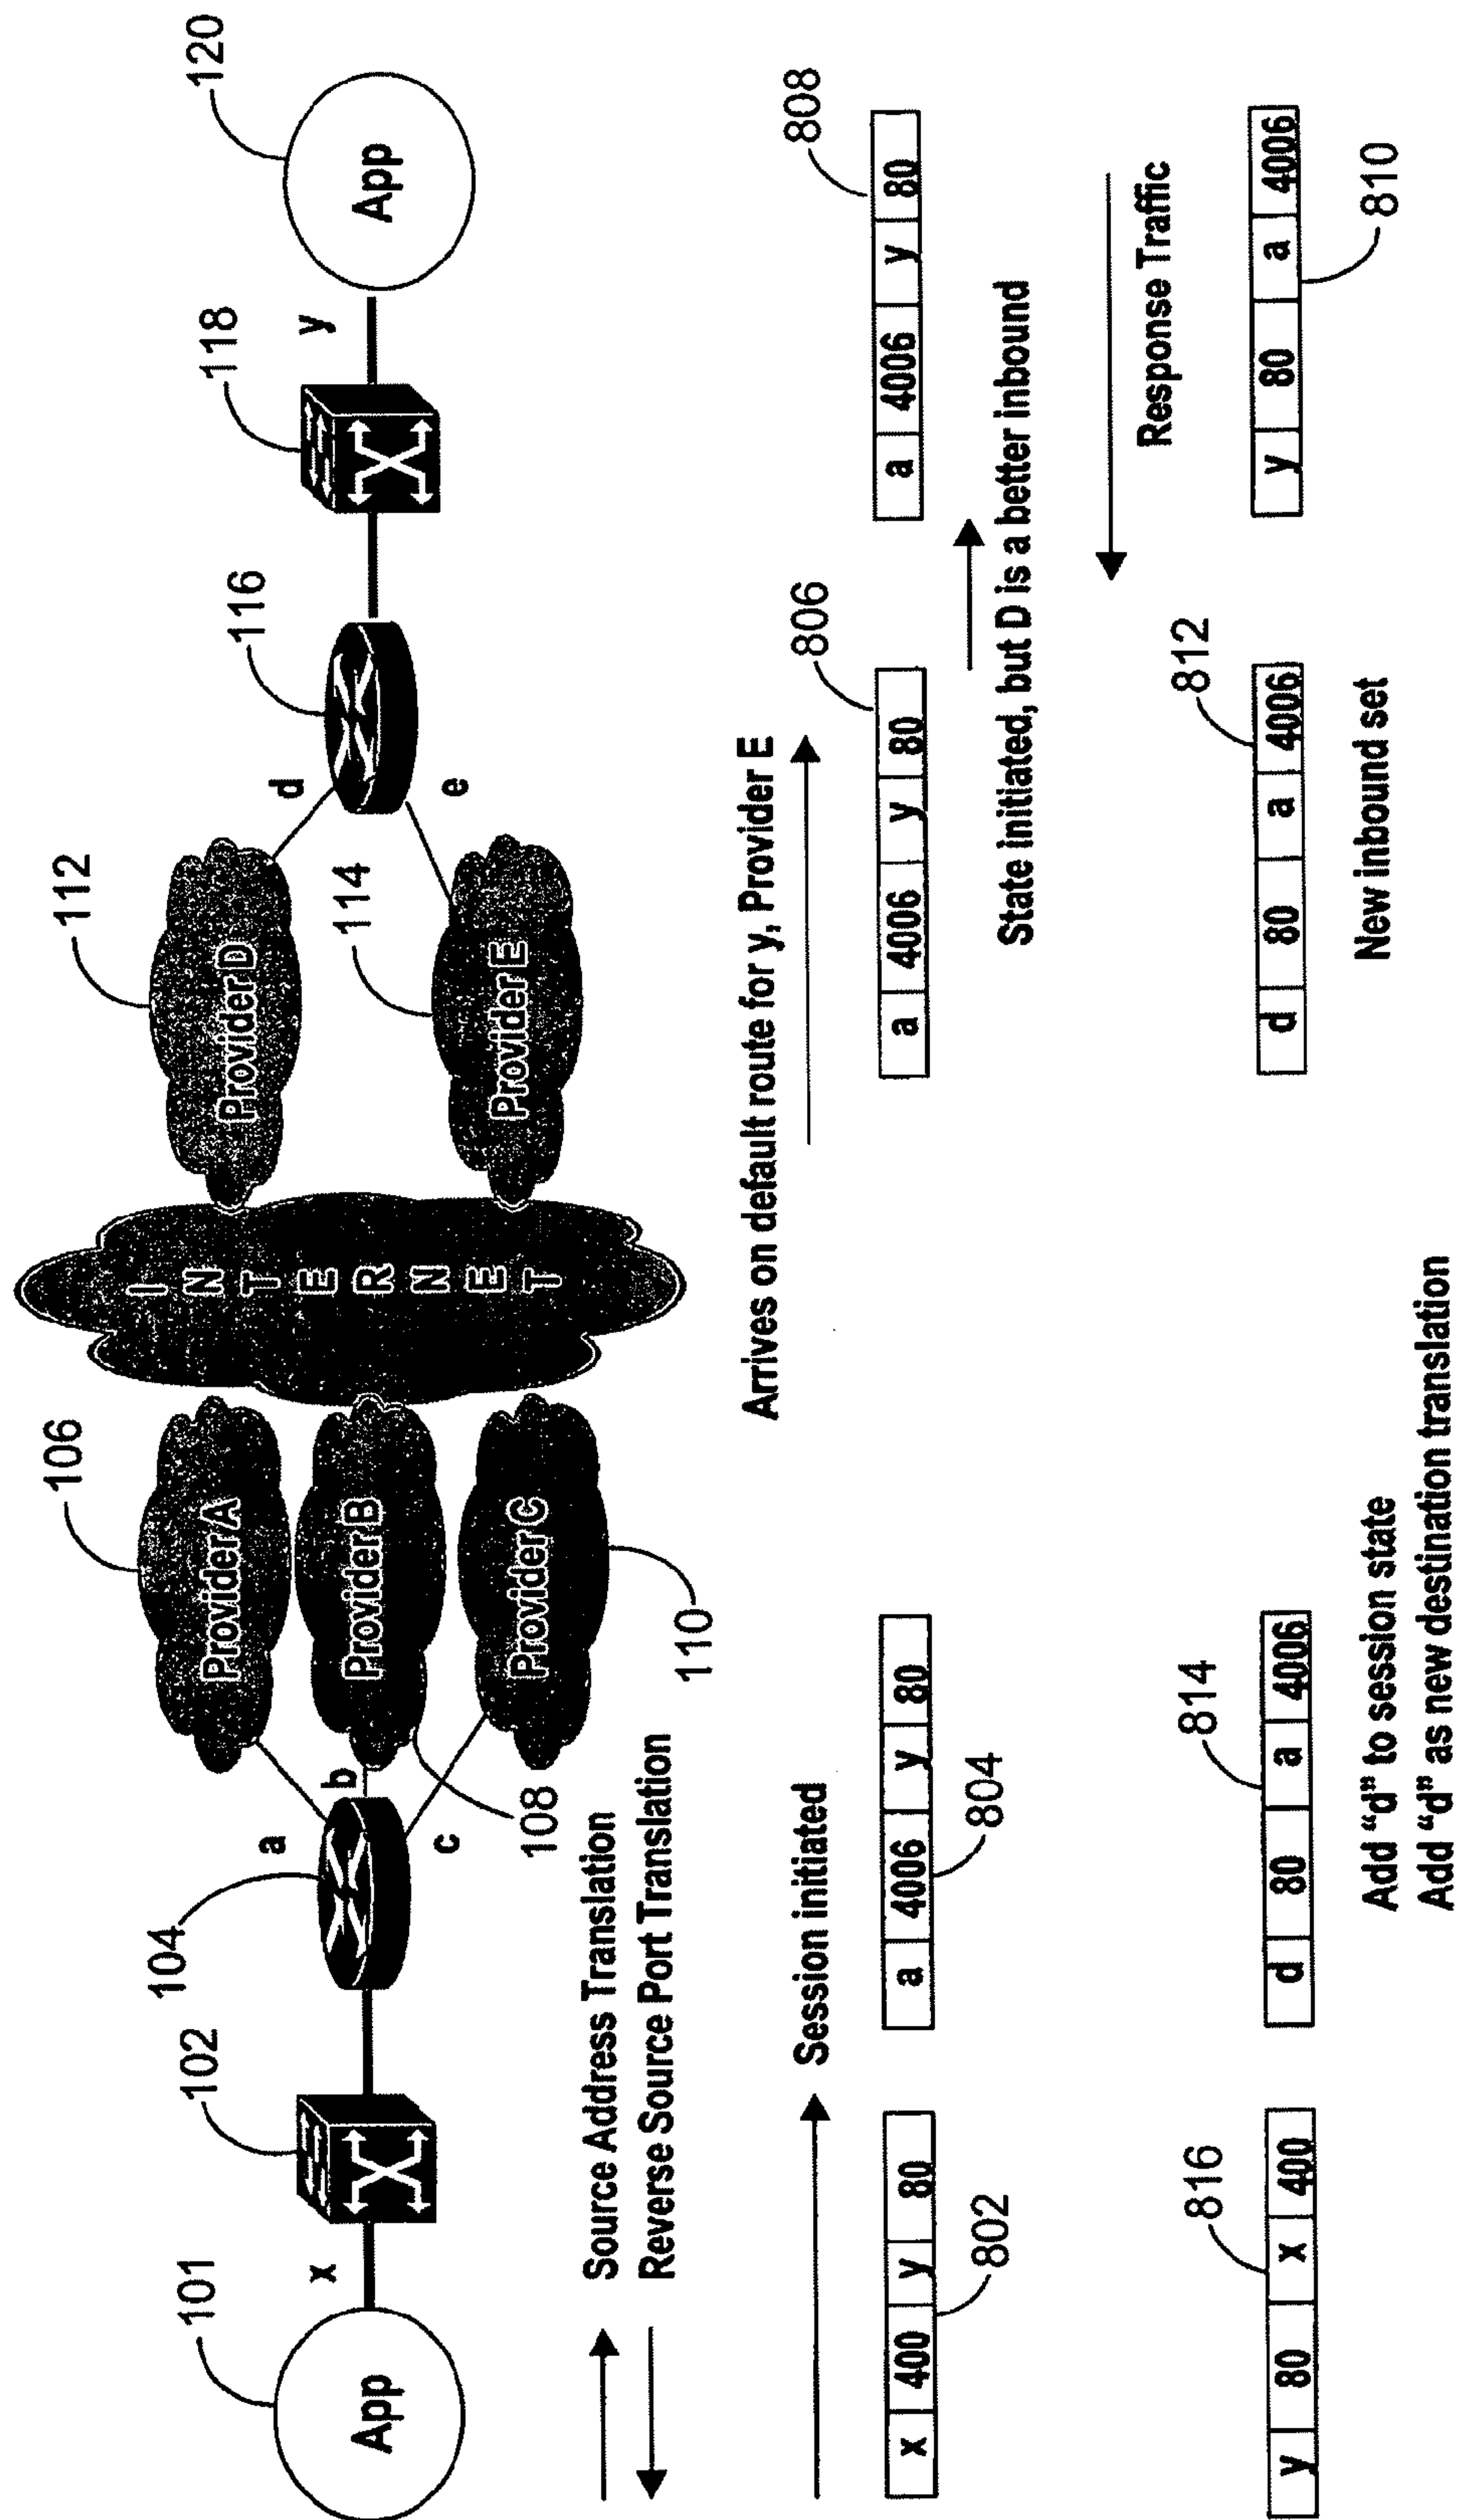 101
x
102
104
a
b
c
106
108
110
Provider A
Provider B
Provider C
INTERNET
112
114
Provider D
Provider E
d
e
116
118
y
120
App
App
Source Address Translation
Reverse Source Port Translation
Session initiated
Arrives on default route for y, Provider E
x 400 y 80
802
a 4006 y 80
804
a 4006 y 80
806
a 4006 y 80
808
State initiated, but D is a better inbound
Response Traffic
y 80 x 400
816
d 80 a 4006
814
d 80 a 4006
812
y 80 a 4006
810
Add “d” to session state
Add “d” as new destination translation
New inbound set